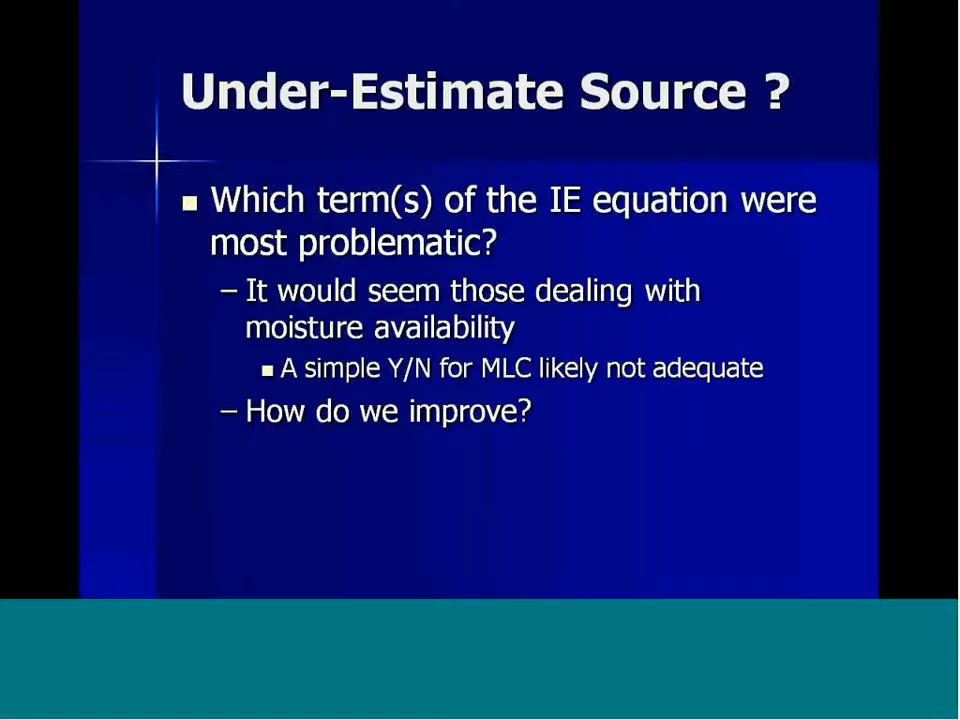 Under-Estimate Source ?
Which term(s) of the IE equation were
most problematic?
– It would seem those dealing with
moisture availability
A simple Y/N for MLC likely not adequate
– How do we improve?